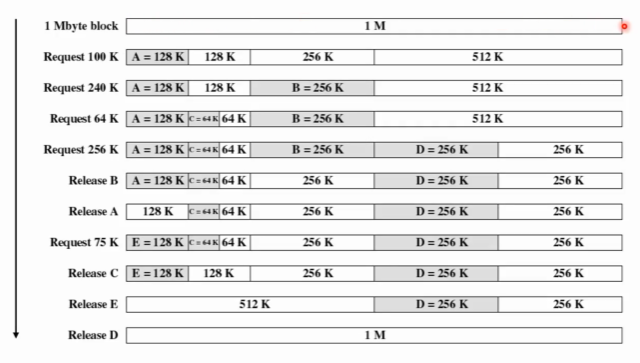 1 Mbyte block 1 M
Request 100 K A = 128 K 128 K 256 K 512 K
Request 240 K A = 128 K 128 K B = 256 K 512 K
Request 64 K A = 128 K C = 64 K 64 K B = 256 K 512 K
Request 256 K A = 128 K C = 64 K 64 K B = 256 K D = 256 K 256 K
Release B A = 128 K C = 64 K 64 K 256 K D = 256 K 256 K
Release A 128 K C = 64 K 64 K 256 K D = 256 K 256 K
Request 75 K E = 128 K C = 64 K 64 K 256 K D = 256 K 256 K
Release C E = 128 K 128 K 256 K D = 256 K 256 K
Release E 512 K D = 256 K 256 K
Release D 1 M